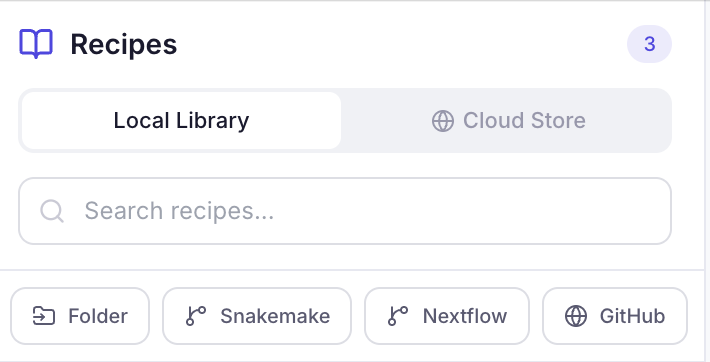 Recipes 3
Local Library Cloud Store
Search recipes...
Folder Snakemake Nextflow GitHub